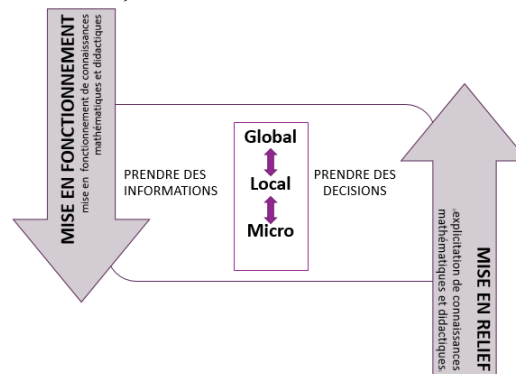 MISE EN FONCTIONNEMENT
mise en fonctionnement de connaissances
mathématiques et didactiques
PRENDRE DES
INFORMATIONS
Global
Local
Micro
PRENDRE DES
DECISIONS
MISE EN RELIEF
explicitation de connaissances
mathématiques et didactiques